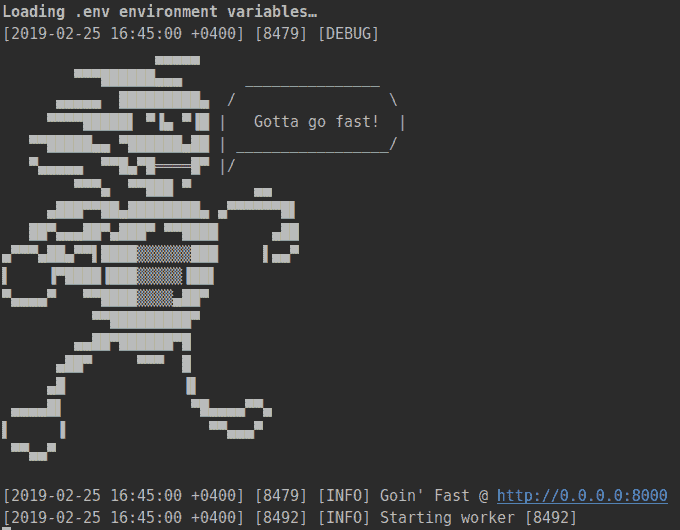 Loading .env environment variables…
[2019-02-25 16:45:00 +0400] [8479] [DEBUG]
Gotta go fast!
[2019-02-25 16:45:00 +0400] [8479] [INFO] Goin' Fast @ http://0.0.0.0:8000
[2019-02-25 16:45:00 +0400] [8492] [INFO] Starting worker [8492]